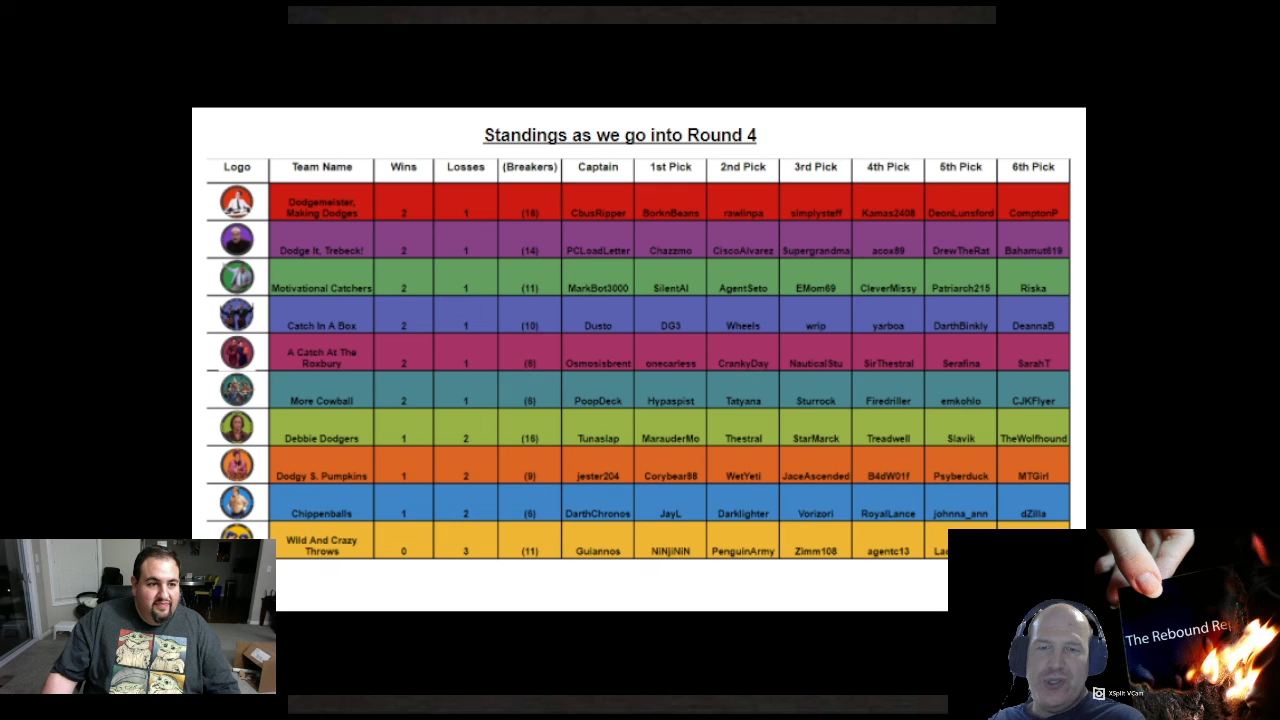 Standings as we go into Round 4
Logo Team Name Wins Losses (Breakers) Captain 1st Pick 2nd Pick 3rd Pick 4th Pick 5th Pick 6th Pick
Dodgemeister,
Making Dodges 2 1 (18) CbusRipper BorknBeans rawlinpa simplysteff Kamas2408 DeonLunsford ComptonP
Dodge It, Trebeck! 2 1 (14) PCLoadLetter Chazzmo CiscoAlvarez Supergrandma acox89 DrewTheRat Bahamut619
Motivational Catchers 2 1 (11) MarkBot3000 SilentAI AgentSeto EMom69 CleverMissy Patriarch215 Riska
Catch In A Box 2 1 (10) Dusto DG3 Wheels wrip yarboa DarthBinkly DeannaB
A Catch At The
Roxbury 2 1 Osmosisbrent onecarless CrankyDay NauticalStu SirThestral Serafina SarahT
More Cowball 2 1 (8) PoopDeck Hypaspist Tatyana Sturrock Firedriller emkohlo CJKFlyer
Debbie Dodgers 1 2 (16) Tunaslap MarauderMo Thestral StarMarck Treadwell Slavik TheWolfhound
Dodgy S. Pumpkins 1 2 (9) jester204 Corybear88 WetYeti JaceAscended B4dW01f Psyberduck MTGirl
Chippenballs 1 2 (6) DarthChronos JayL Darklighter Vorizori RoyalLance johnna_ann dZilla
Wild And Crazy
Throws 0 3 (11) Guiannos NiNjiNiN PenguinArmy Zimm108 agentc13
The Rebound Re
XSplit VCam